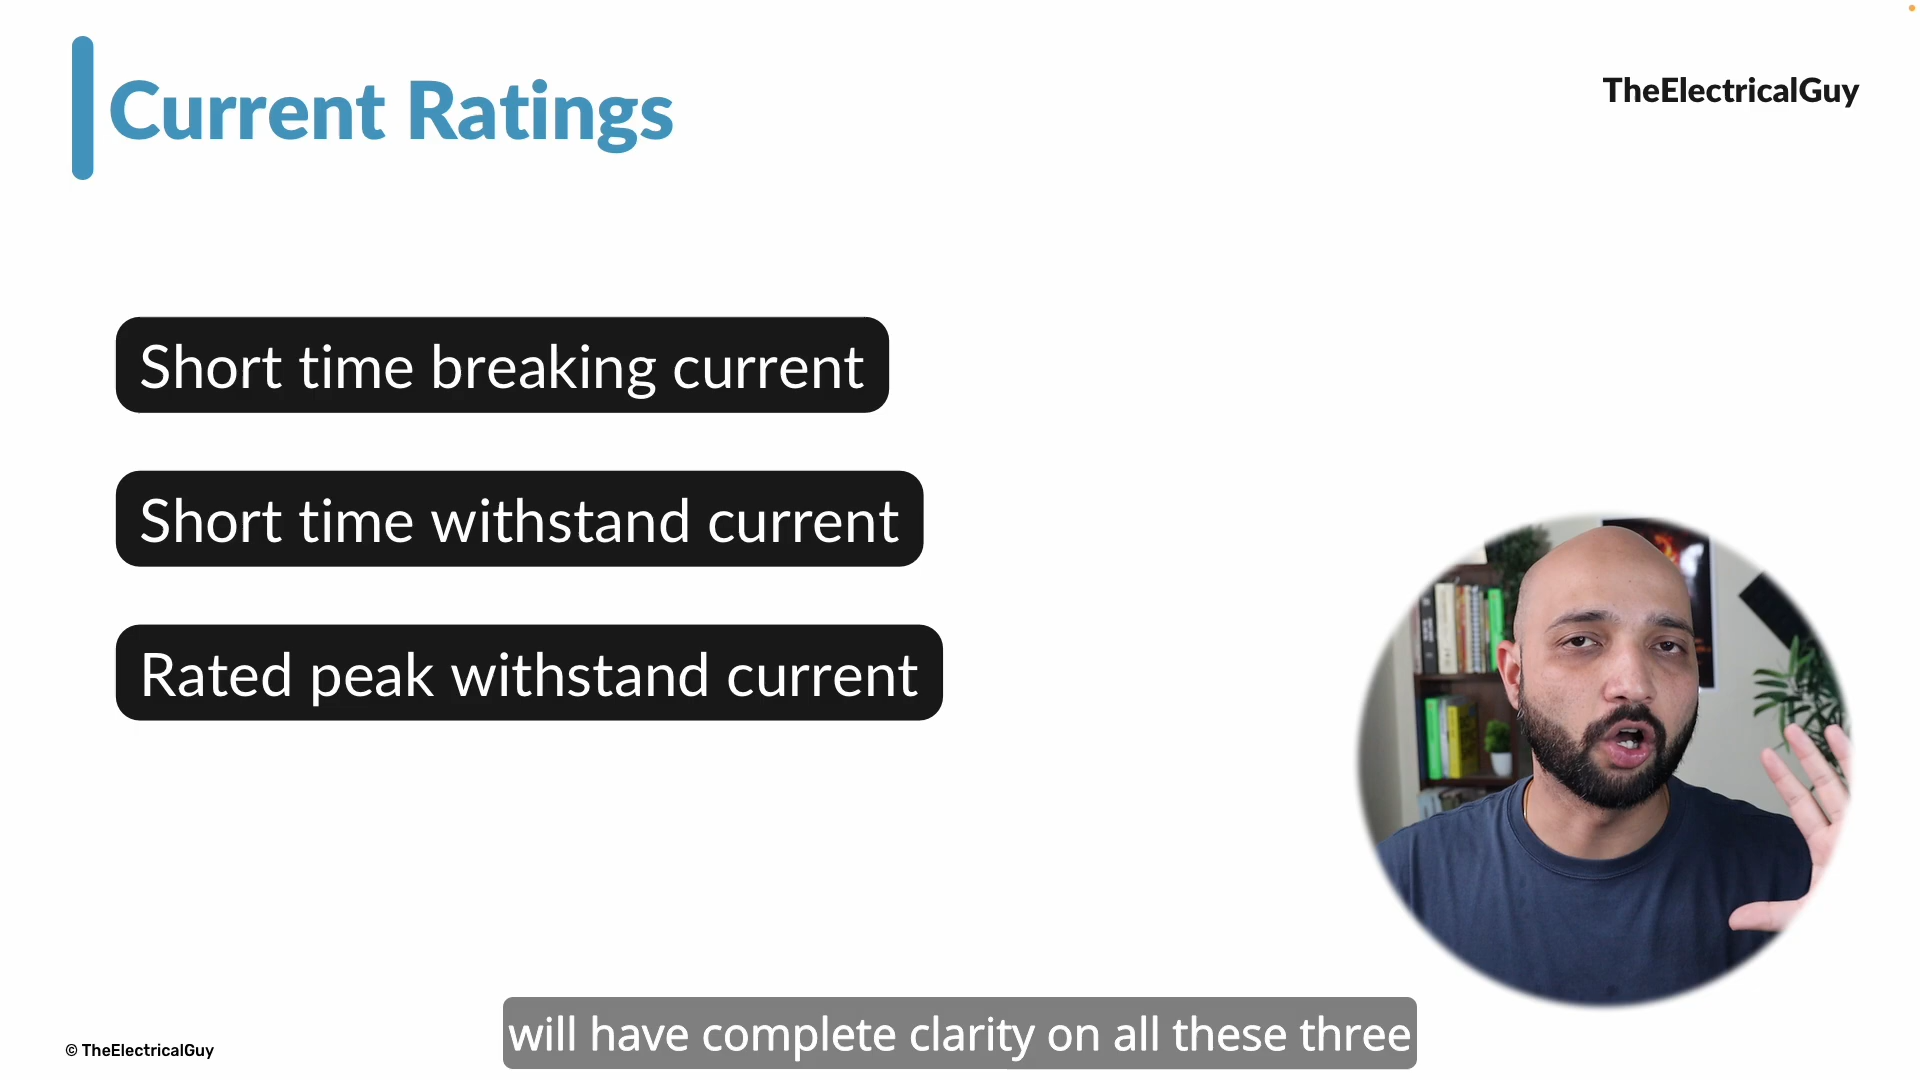 Current Ratings
TheElectricalGuy
Short time breaking current
Short time withstand current
Rated peak withstand current
will have complete clarity on all these three
© TheElectricalGuy